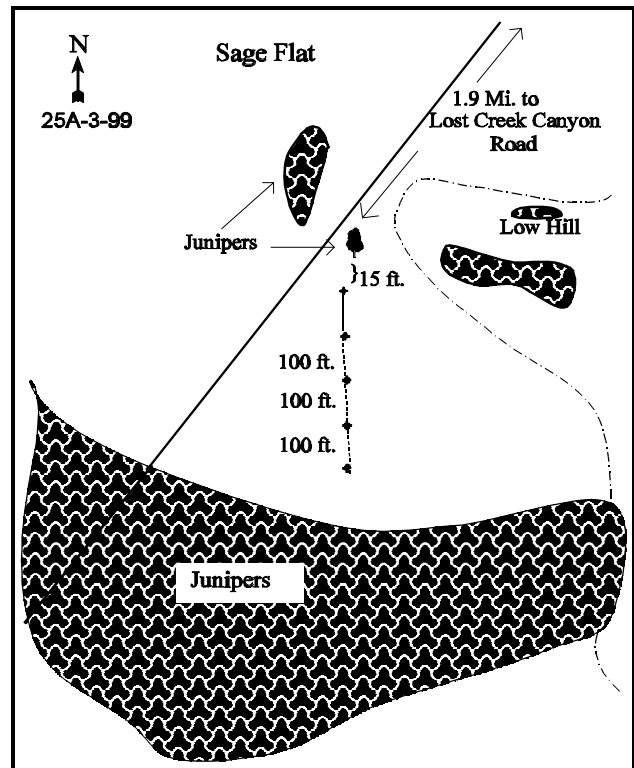 N
25A-3-99
Sage Flat
1.9 Mi. to
Lost Creek Canyon
Road
Low Hill
Junipers
}15 ft.
100 ft.
100 ft.
100 ft.
Junipers